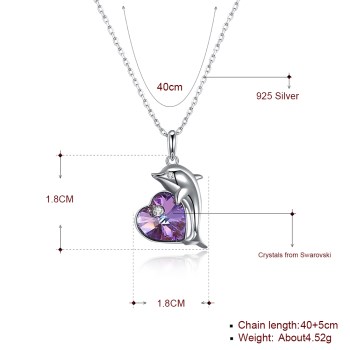 40cm
925 Silver
1.8CM
Crystals from Swarovski
1.8CM
Chain length:40+5cm
Weight: About4.52g